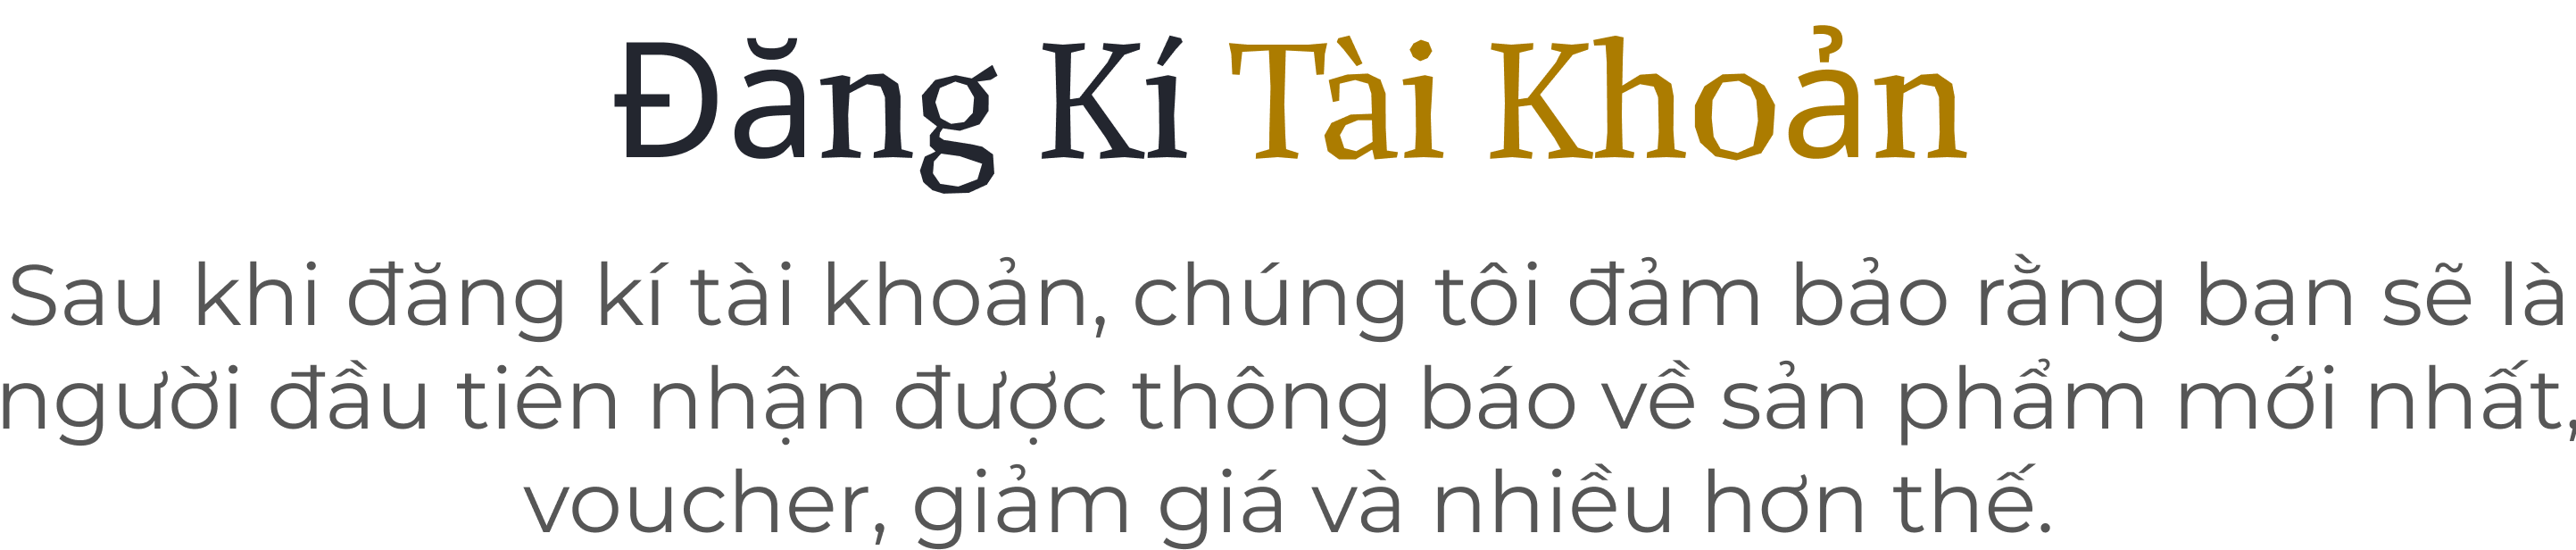 Đăng Kí Tài Khoản
Sau khi đăng kí tài khoản, chúng tôi đảm bảo rằng bạn sẽ là
người đầu tiên nhận được thông báo về sản phẩm mới nhất,
voucher, giảm giá và nhiều hơn thế.